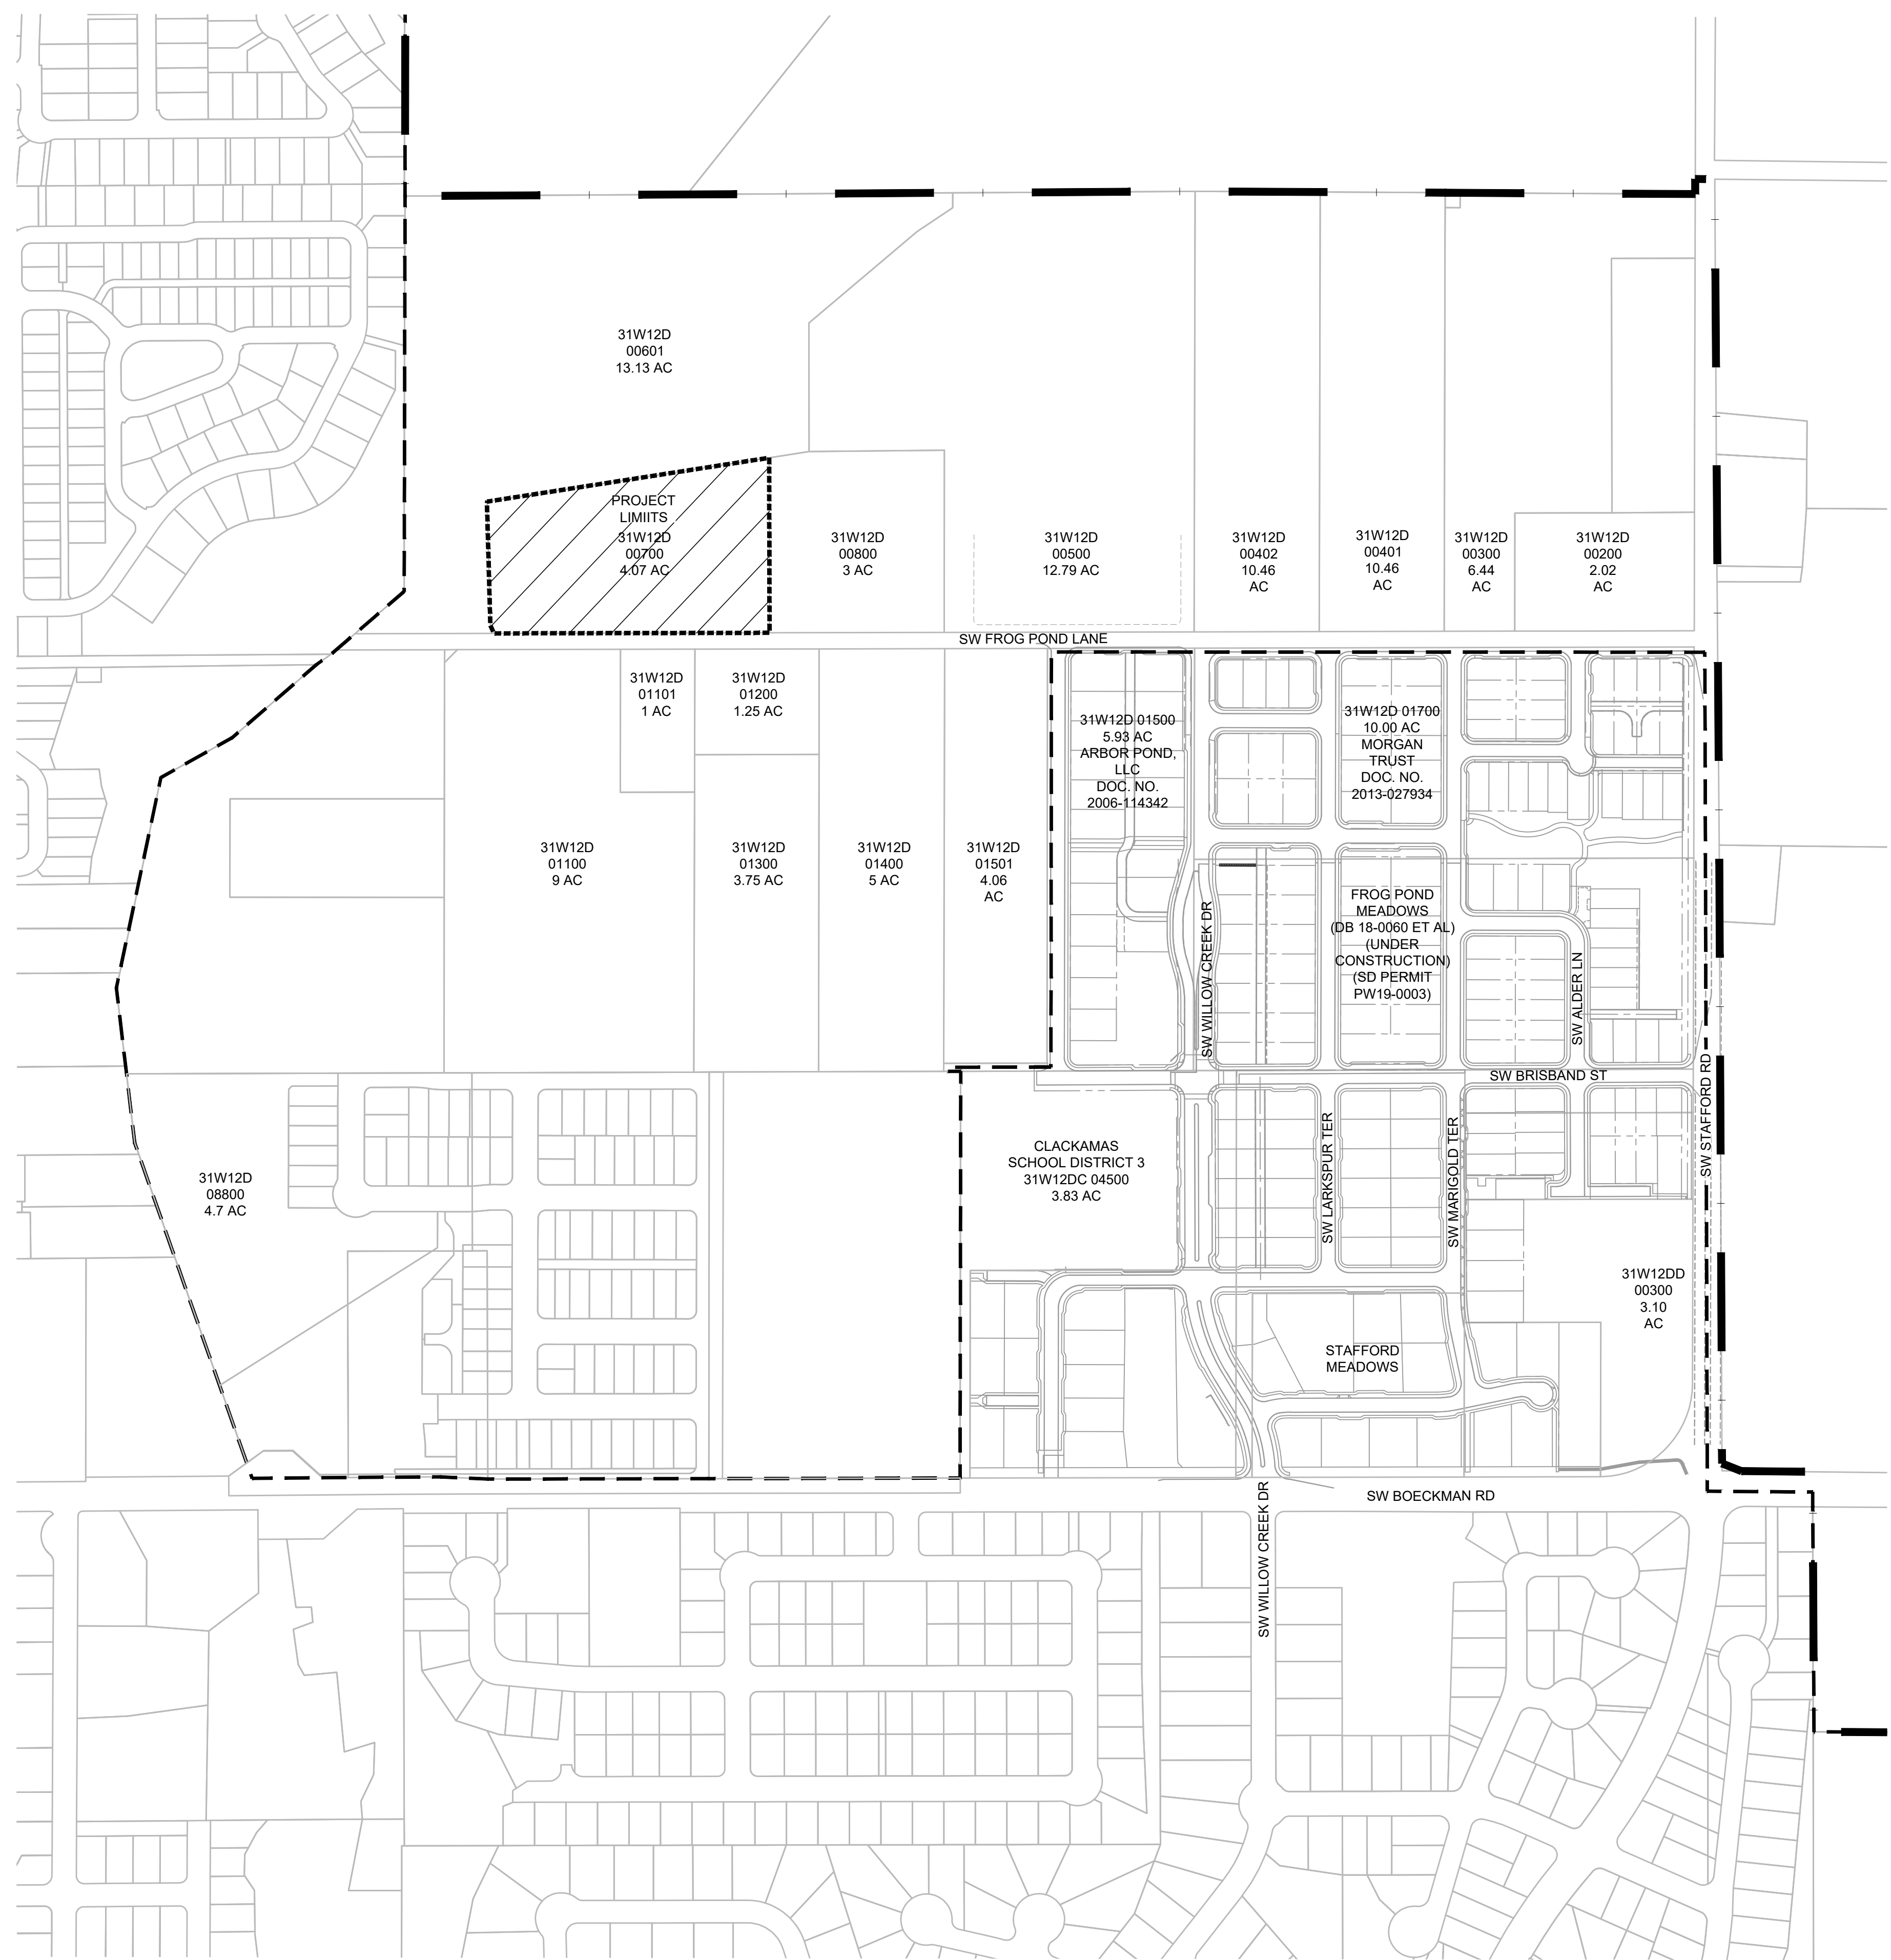 31W12D
00601
13.13 AC
PROJECT
LIMIITS
31W12D
00700
4.07 AC
31W12D
00800
3 AC
31W12D
00500
12.79 AC
31W12D
00402
10.46
AC
31W12D
00401
10.46
AC
31W12D
00300
6.44
AC
31W12D
00200
2.02
AC
SW FROG POND LANE
31W12D
01101
1 AC
31W12D
01200
1.25 AC
31W12D 01500
5.93 AC
ARBOR POND,
LLC
DOC. NO.
2006-114342
31W12D 01700
10.00 AC
MORGAN
TRUST
DOC. NO.
2013-027934
31W12D
01100
9 AC
31W12D
01300
3.75 AC
31W12D
01400
5 AC
31W12D
01501
4.06
AC
SW WILLOW CREEK DR
FROG POND
MEADOWS
(DB 18-0060 ET AL)
(UNDER
CONSTRUCTION)
(SD PERMIT
PW19-0003)
SW ALDER LN
SW BRISBAND ST
SW STAFFORD RD
31W12D
08800
4.7 AC
CLACKAMAS
SCHOOL DISTRICT 3
31W12DC 04500
3.83 AC
SW LARKSPUR TER
SW MARIGOLD TER
31W12DD
00300
3.10
AC
STAFFORD
MEADOWS
SW BOECKMAN RD
SW WILLOW CREEK DR